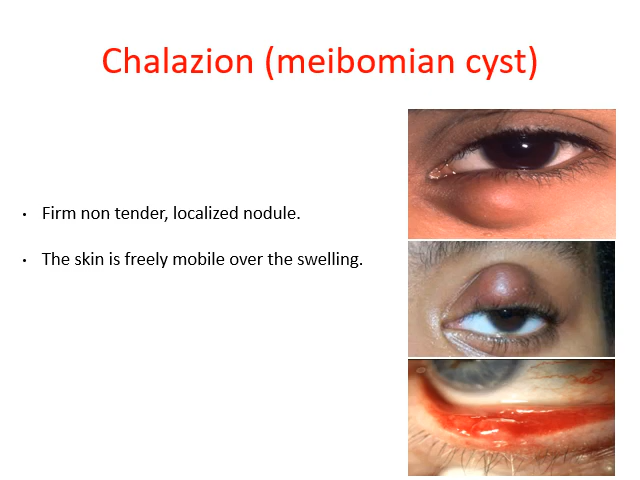 Chalazion (meibomian cyst)
• Firm non tender, localized nodule.
• The skin is freely mobile over the swelling.